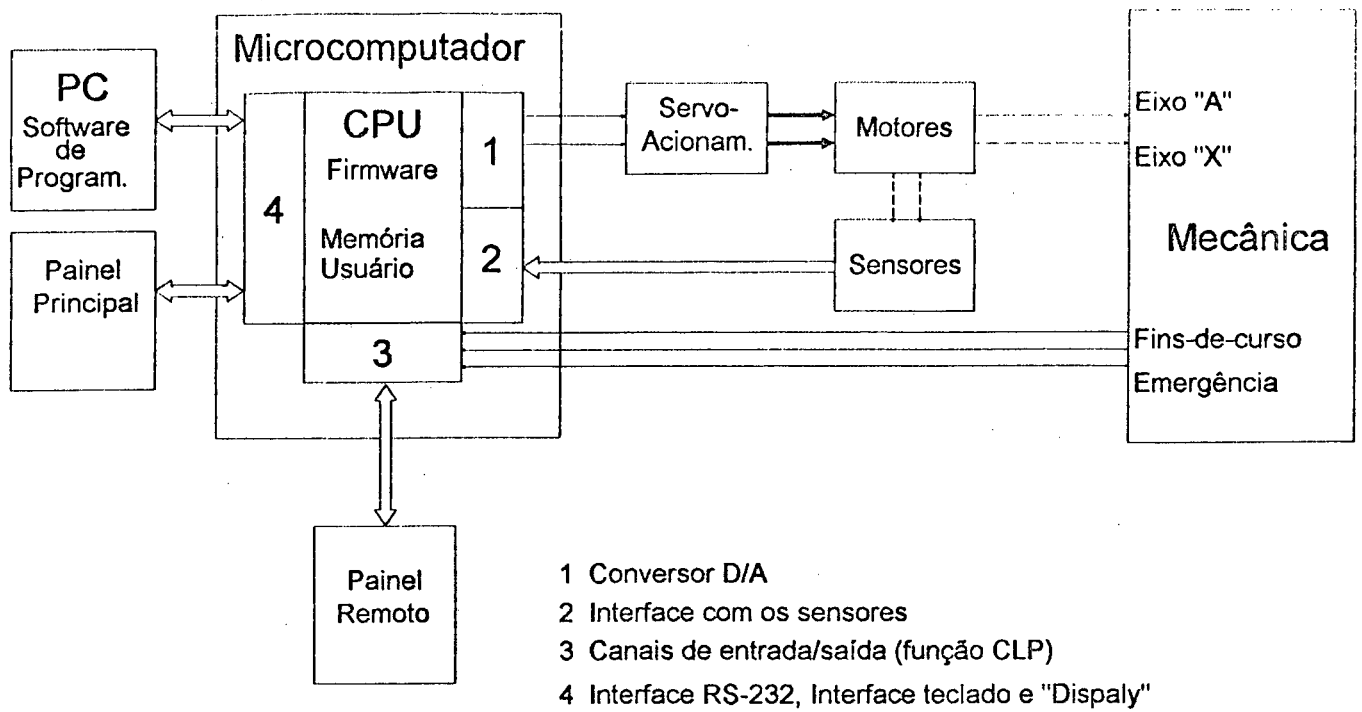 Microcomputador
PC
Software
de
Program.
Painel
Principal
4
CPU
Firmware
Memória
Usuário
1
2
3
Servo-
Acionam.
Motores
Sensores
Eixo "A"
Eixo "X"
Mecânica
Fins-de-curso
Emergência
Painel
Remoto
1 Conversor D/A
2 Interface com os sensores
3 Canais de entrada/saída (função CLP)
4 Interface RS-232, Interface teclado e "Dispaly"